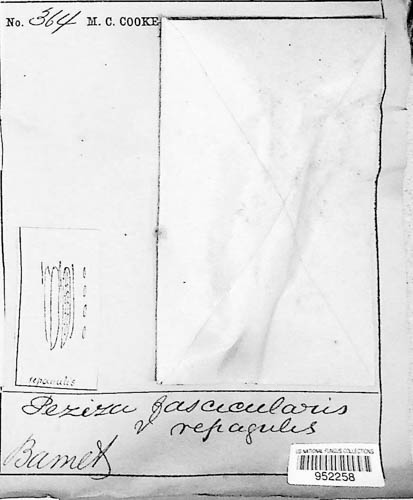 No. 364 M. C. COOKE
repagulis
Peziza fascicularis
v repagulis
Barnet
US NATIONAL FUNGUS COLLECTIONS
952258